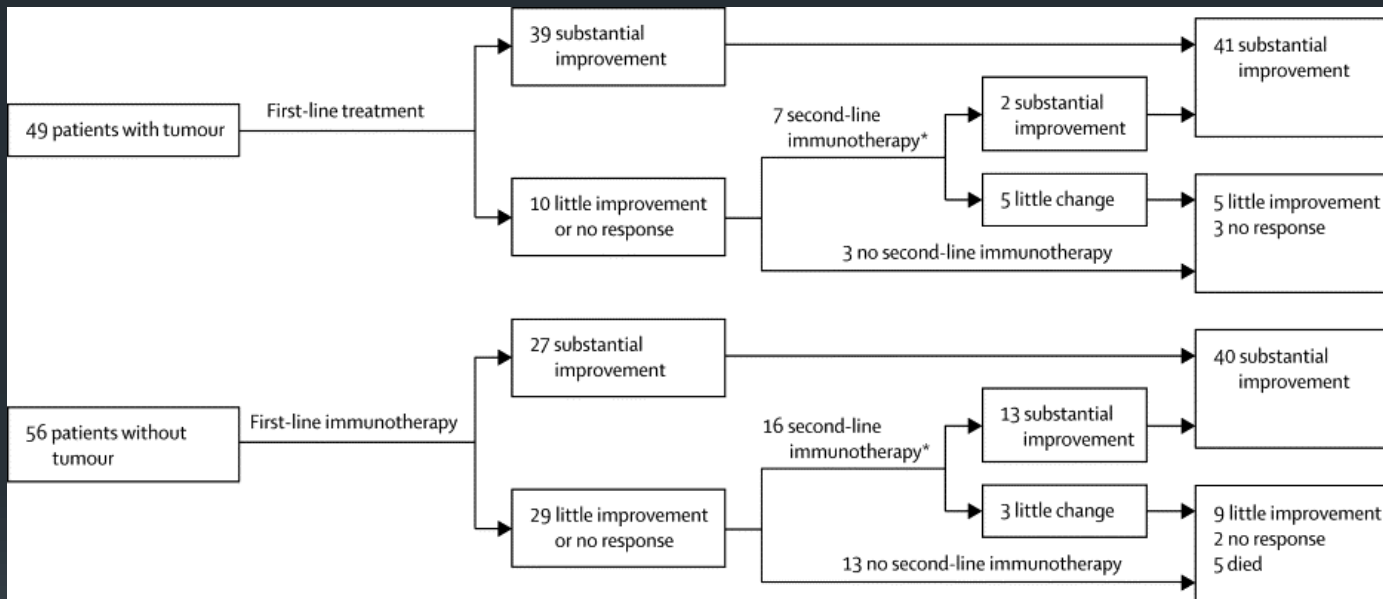 49 patients with tumour
First-line treatment
39 substantial
improvement
10 little improvement
or no response
7 second-line
immunotherapy*
2 substantial
improvement
5 little change
3 no second-line immunotherapy
41 substantial
improvement
5 little improvement
3 no response
56 patients without
tumour
First-line immunotherapy
27 substantial
improvement
29 little improvement
or no response
16 second-line
immunotherapy*
13 substantial
improvement
3 little change
13 no second-line immunotherapy
40 substantial
improvement
9 little improvement
2 no response
5 died